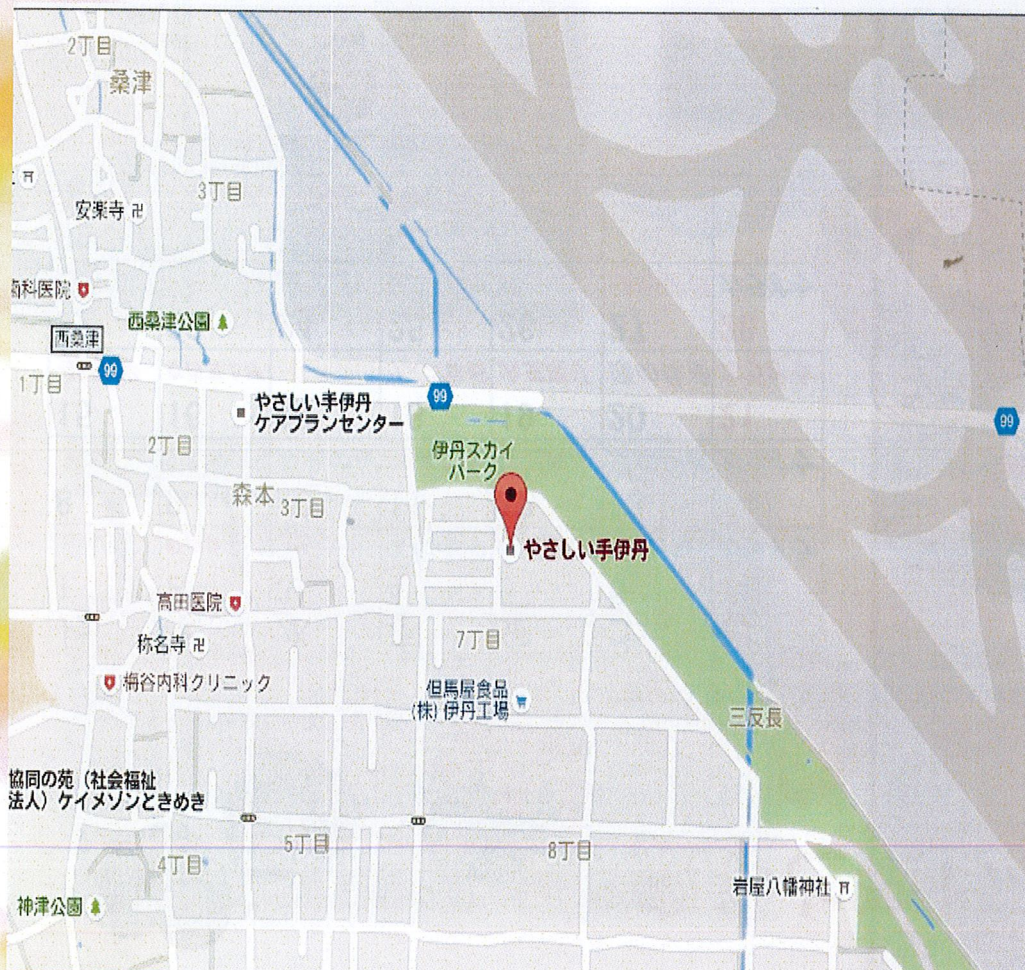 2丁目
桑津
3丁目
安楽寺
歯科医院
西桑津公園
西桑津
99
1丁目
99
やさしい手伊丹
ケアプランセンター
99
2丁目
伊丹スカイ
パーク
森本
3丁目
やさしい手伊丹
高田医院
称名寺
7丁目
梅谷内科クリニック
但馬屋食品
(株)伊丹工場
三反長
協同の苑(社会福祉
法人)ケイメゾンときめき
5丁目
8丁目
4丁目
岩屋八幡神社
神津公園